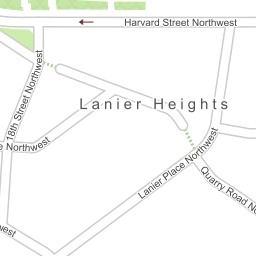 Harvard Street Northwest
18th Street Northwest
Lanier Heights
e Northwest
Lanier Place Northwest
Quarry Road No
west